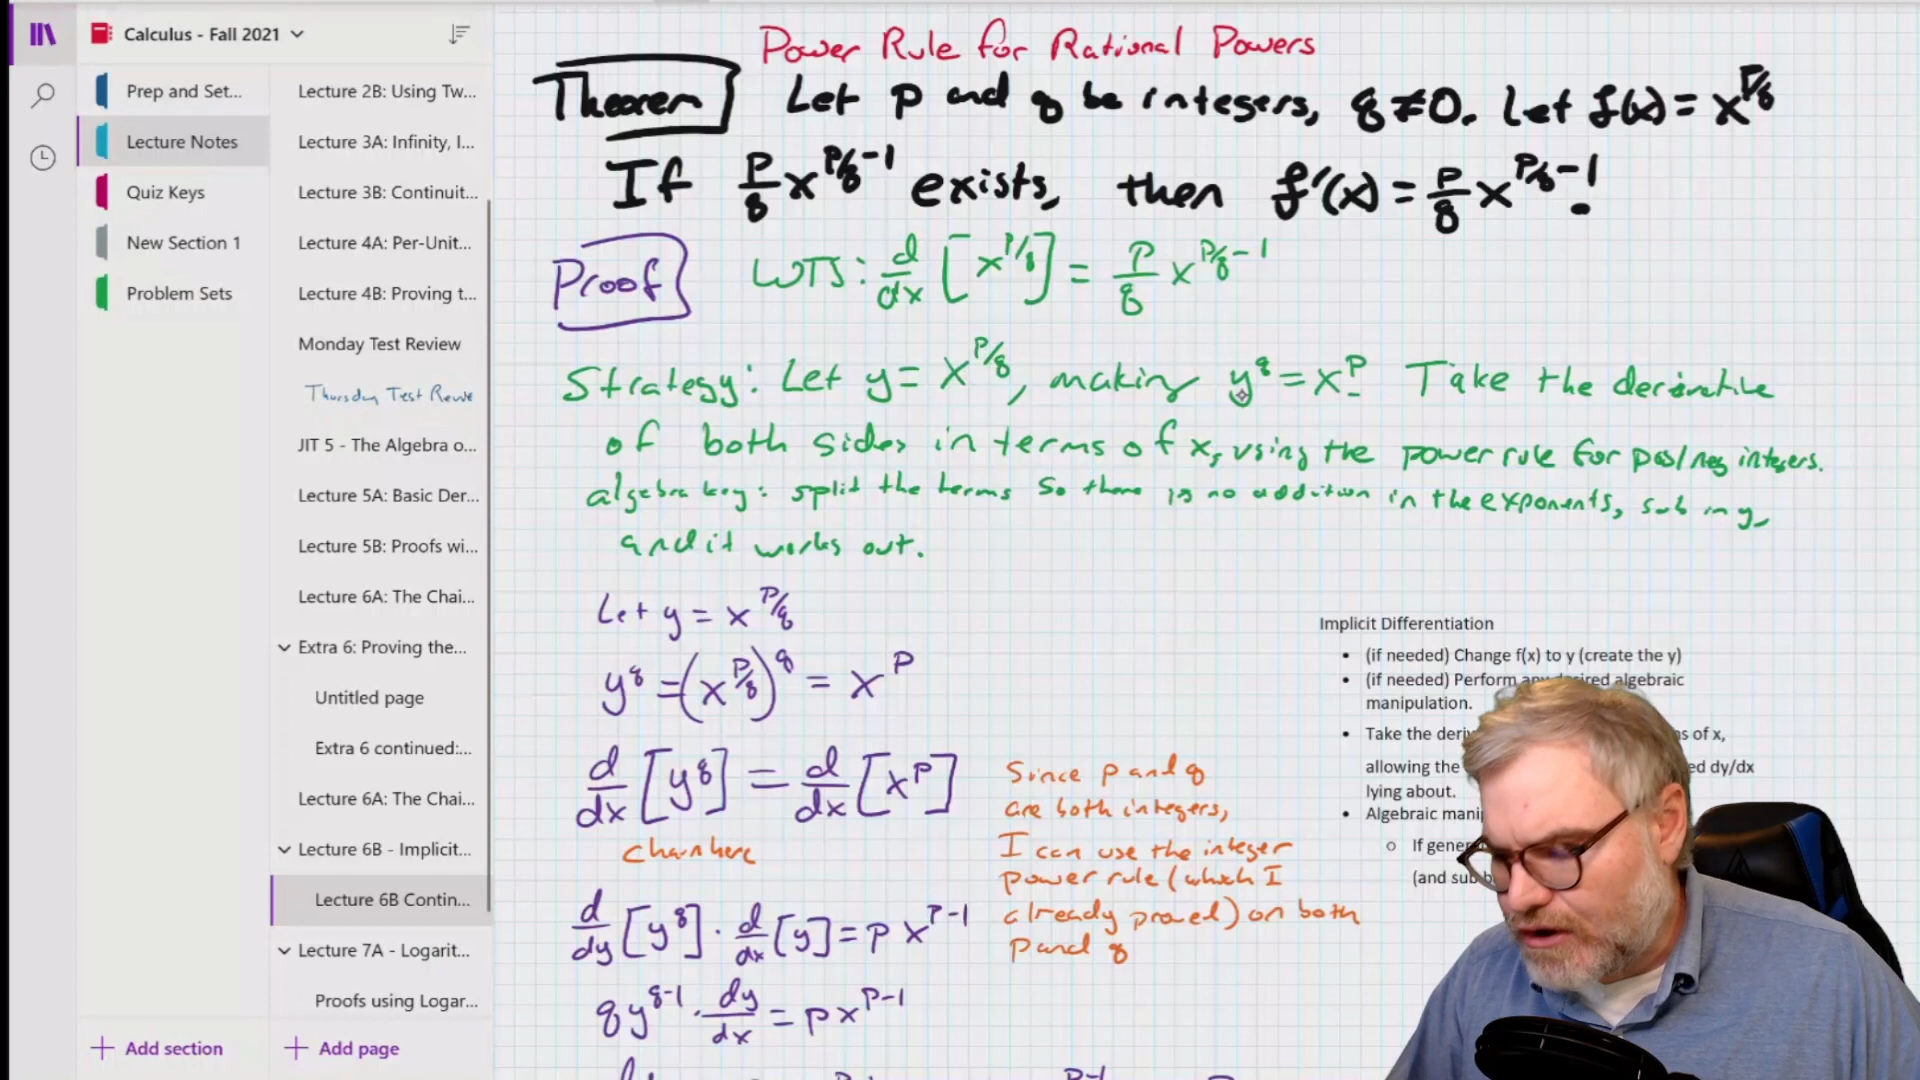 Calculus - Fall 2021
Prep and Set...
Lecture Notes
Quiz Keys
New Section 1
Problem Sets
Add section
Lecture 2B: Using Tw...
Lecture 3A: Infinity, I...
Lecture 3B: Continuit...
Lecture 4A: Per-Unit...
Lecture 4B: Proving t...
Monday Test Review
Thursday Test Revie
JIT 5 - The Algebra o...
Lecture 5A: Basic Der...
Lecture 5B: Proofs wi...
Lecture 6A: The Chai...
Extra 6: Proving the...
Untitled page
Extra 6 continued:...
Lecture 6A: The Chai...
Lecture 6B - Implicit...
Lecture 6B Contin...
Lecture 7A - Logarit...
Proofs using Logar...
Add page
Power Rule for Rational Powers
Theorem Let p and q be integers, q ≠ 0. Let f(x) = x^{p/q}
If p/q x^{p/q - 1} exists, then f'(x) = p/q x^{p/q - 1}.
Proof WTS: d/dx [x^{p/q}] = p/q x^{p/q - 1}
Strategy: Let y = x^{p/q}, making y^q = x^p. Take the derivative
of both sides in terms of x, using the power rule for pos/neg integers.
algebra key: split the terms so there is no addition in the exponents, sub in y,
and it works out.
Let y = x^{p/q}
y^q = (x^{p/q})^q = x^p
d/dx [y^q] = d/dx [x^p]
chain here
d/dy [y^q] · d/dx [y] = p x^{p-1}
q y^{q-1} · dy/dx = p x^{p-1}
Since p and q
are both integers,
I can use the integer
power rule (which I
already proved) on both
p and q
Implicit Differentiation
• (if needed) Change f(x) to y (create the y)
• (if needed) Perform any desired algebraic
manipulation.
• Take the deri s of x,
allowing the ed dy/dx
lying about.
• Algebraic mani
o If gene
(and sub b